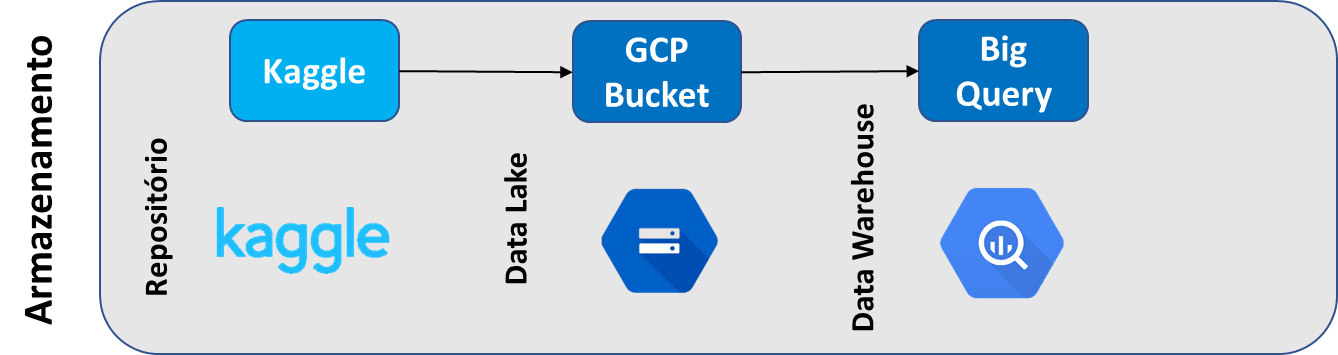 Armazenamento
Kaggle
GCP
Bucket
Big
Query
Repositório
kaggle
Data Lake
Data Warehouse